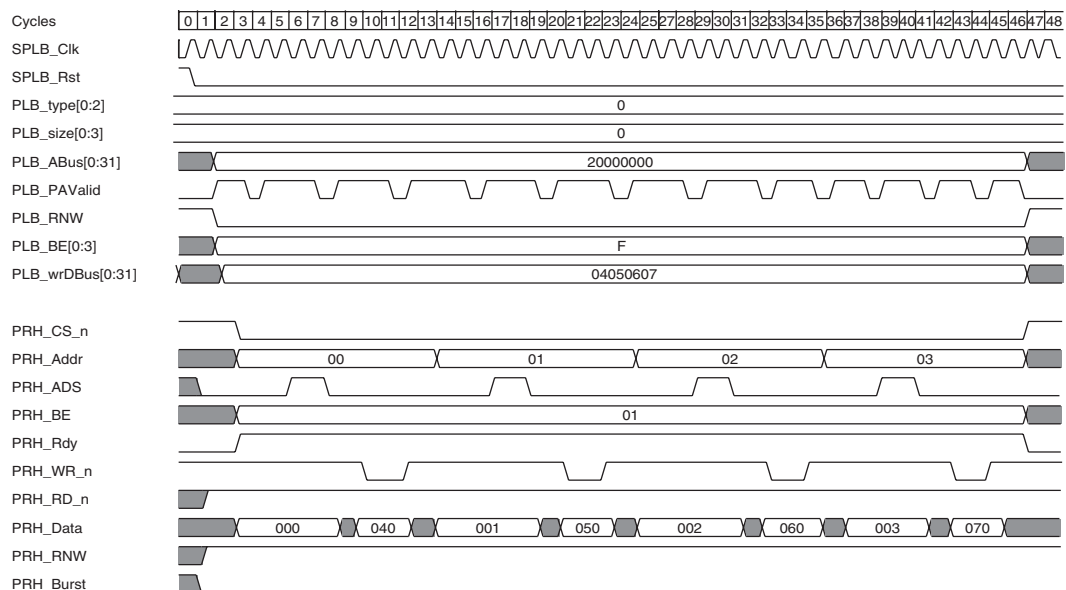 Cycles 0 1 2 3 4 5 6 7 8 9 10 11 12 13 14 15 16 17 18 19 20 21 22 23 24 25 26 27 28 29 30 31 32 33 34 35 36 37 38 39 40 41 42 43 44 45 46 47 48
SPLB_Clk
SPLB_Rst
PLB_type[0:2] 0
PLB_size[0:3] 0
PLB_ABus[0:31] 20000000
PLB_PAValid
PLB_RNW
PLB_BE[0:3] F
PLB_wrDBus[0:31] 04050607
PRH_CS_n
PRH_Addr 00 01 02 03
PRH_ADS
PRH_BE 01
PRH_Rdy
PRH_WR_n
PRH_RD_n
PRH_Data 000 040 001 050 002 060 003 070
PRH_RNW
PRH_Burst